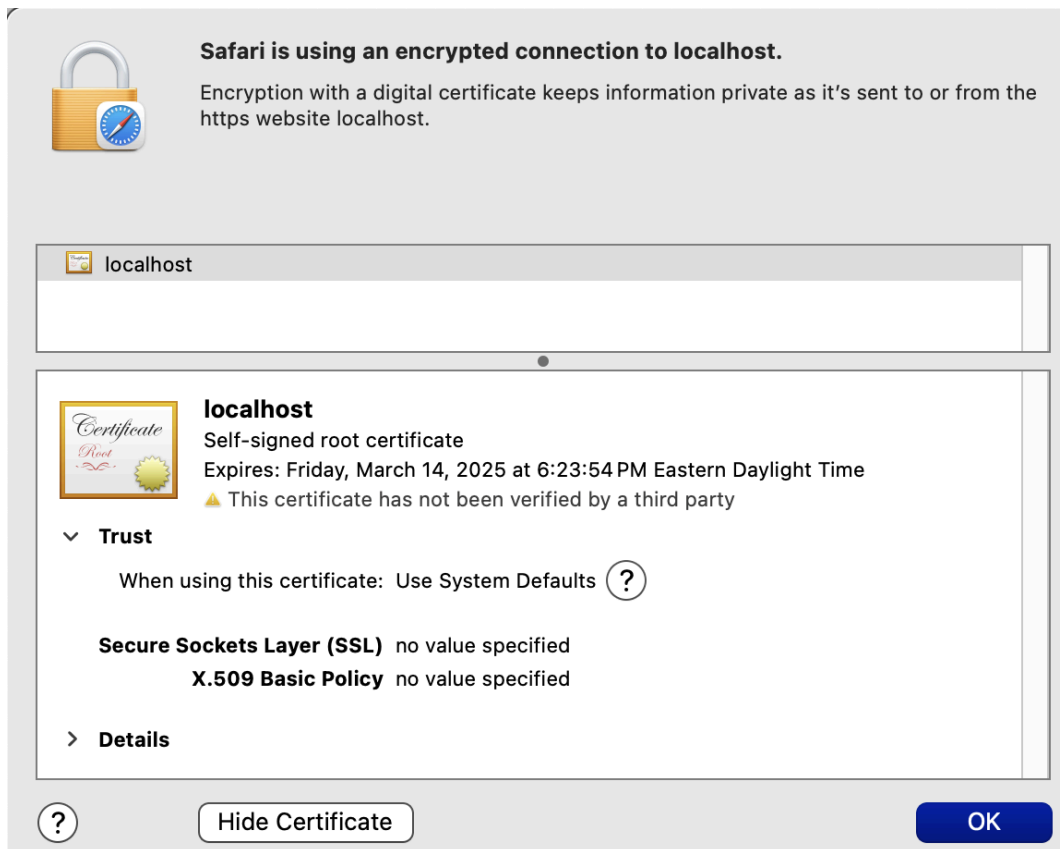 Safari is using an encrypted connection to localhost.
Encryption with a digital certificate keeps information private as it’s sent to or from the
https website localhost.
localhost
Certificate
Root
localhost
Self-signed root certificate
Expires: Friday, March 14, 2025 at 6:23:54 PM Eastern Daylight Time
This certificate has not been verified by a third party
Trust
When using this certificate: Use System Defaults ?
Secure Sockets Layer (SSL) no value specified
X.509 Basic Policy no value specified
Details
? Hide Certificate OK